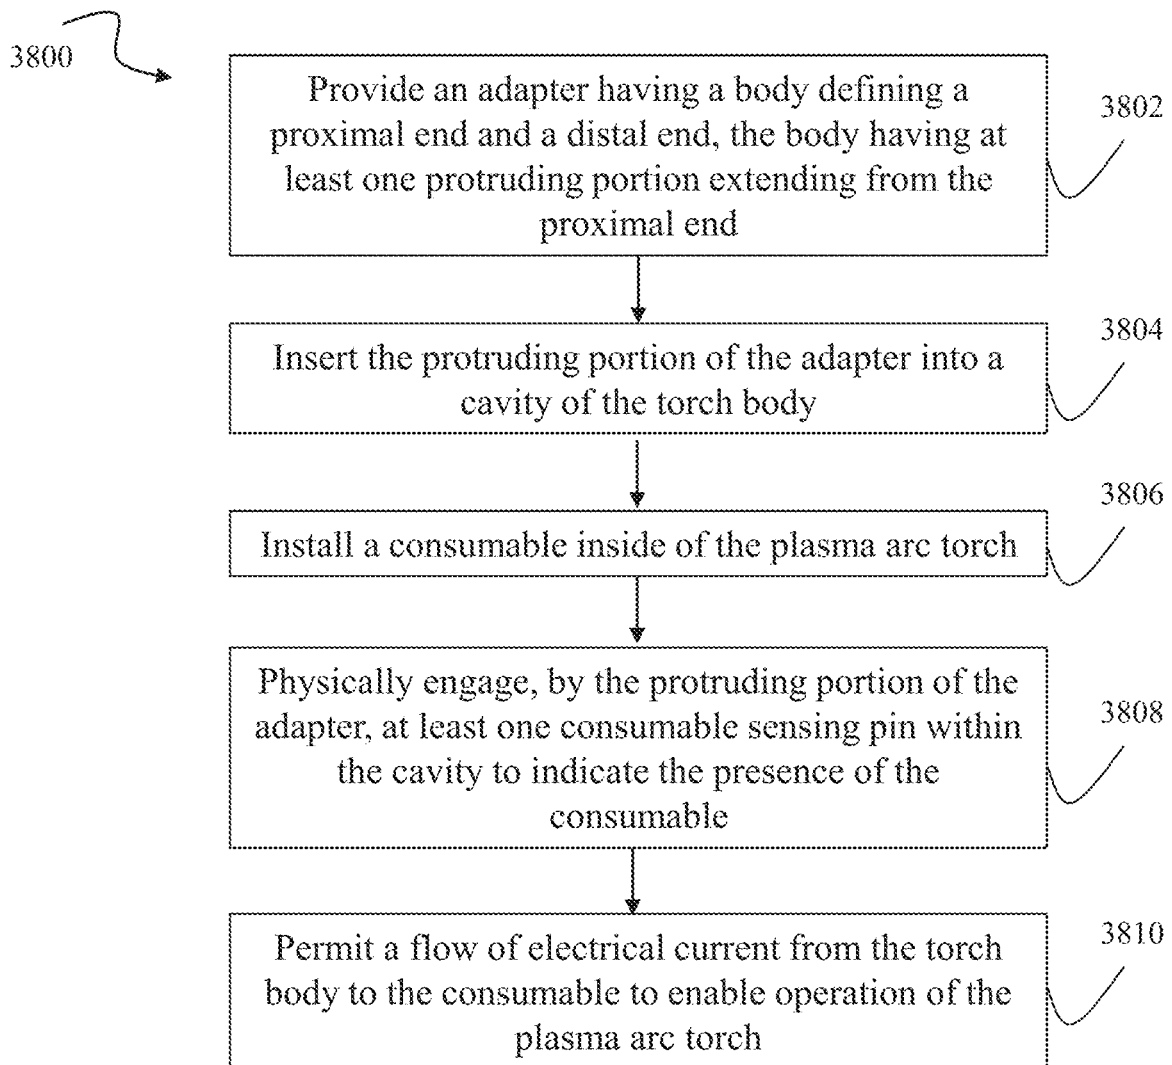 3800
Provide an adapter having a body defining a
proximal end and a distal end, the body having at
least one protruding portion extending from the
proximal end
3802
Insert the protruding portion of the adapter into a
cavity of the torch body
3804
Install a consumable inside of the plasma arc torch
3806
Physically engage, by the protruding portion of the
adapter, at least one consumable sensing pin within
the cavity to indicate the presence of the
consumable
3808
Permit a flow of electrical current from the torch
body to the consumable to enable operation of the
plasma arc torch
3810